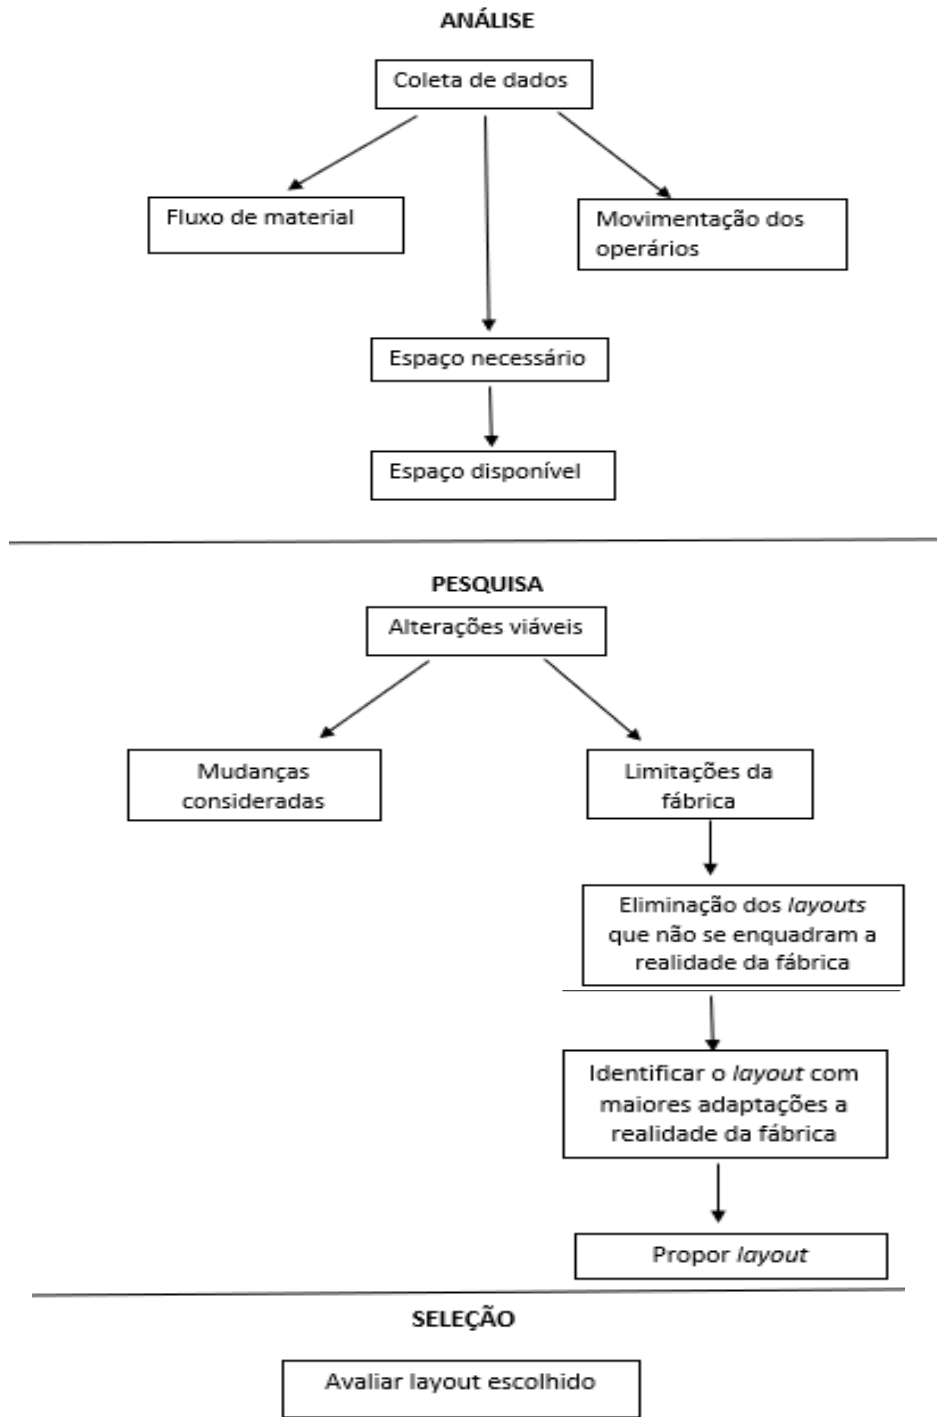 ANÁLISE
Coleta de dados
Fluxo de material
Movimentação dos
operários
Espaço necessário
Espaço disponível
PESQUISA
Alterações viáveis
Mudanças
consideradas
Limitações da
fábrica
Eliminação dos layouts
que não se enquadram a
realidade da fábrica
Identificar o layout com
maiores adaptações a
realidade da fábrica
Propor layout
SELEÇÃO
Avaliar layout escolhido